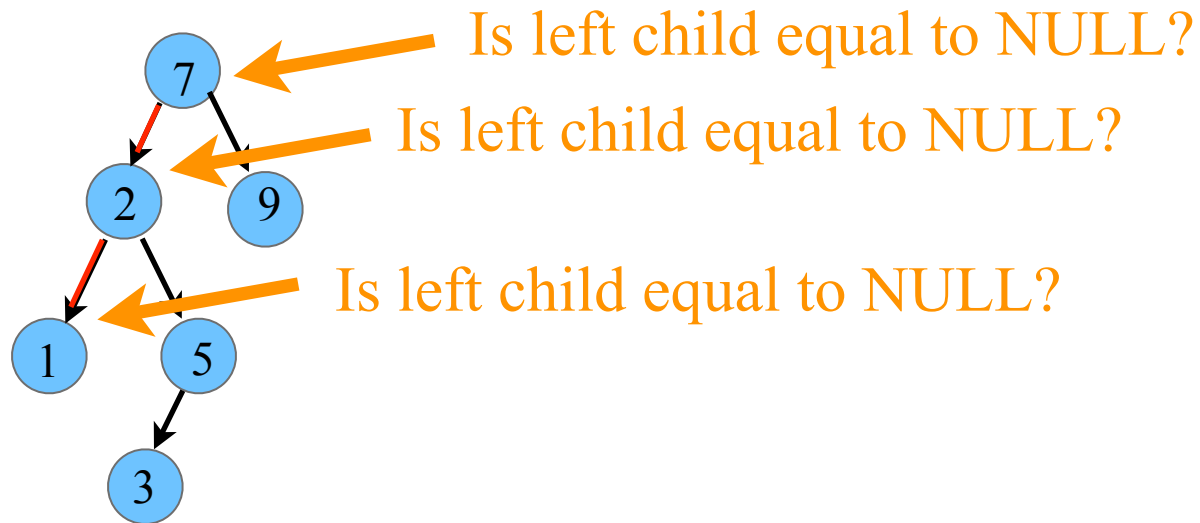 Is left child equal to NULL?
7
Is left child equal to NULL?
2
9
Is left child equal to NULL?
1
5
3